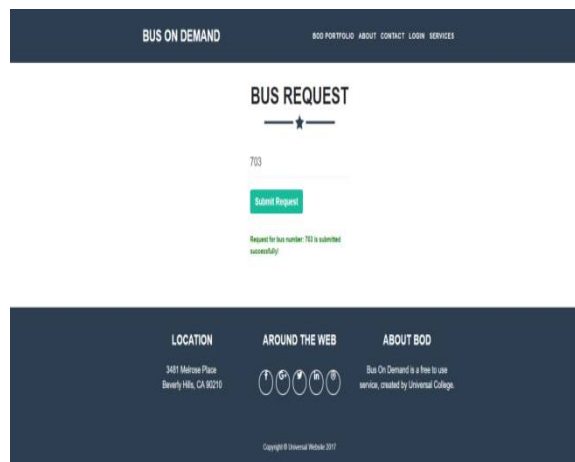 BUS ON DEMAND
BOD PORTFOLIO ABOUT CONTACT LOGIN SERVICES
BUS REQUEST
703
Submit Request
Request for bus number: 703 is submitted
successfully!
LOCATION
3481 Melrose Place
Beverly Hills, CA 90210
AROUND THE WEB
ABOUT BOD
Bus On Demand is a free to use
service, created by Universal College.
Copyright © Universal Website 2017